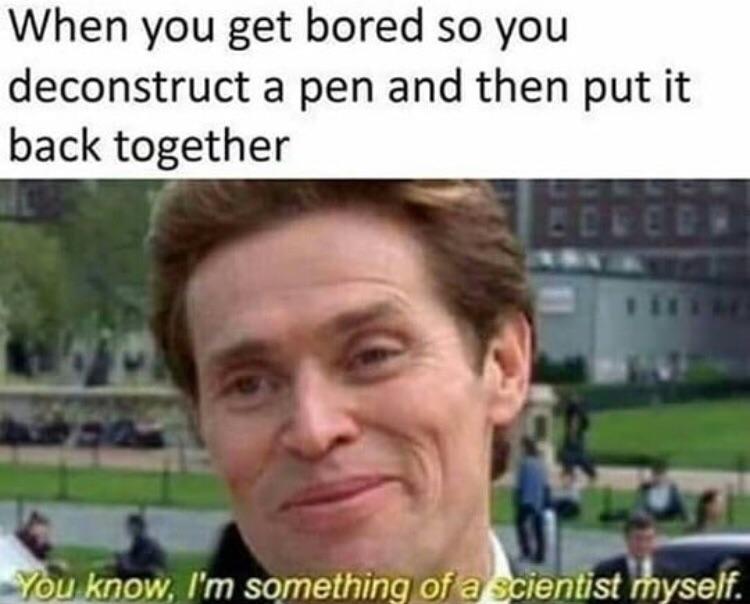 When you get bored so you
deconstruct a pen and then put it
back together
You know, I'm something of a scientist myself.